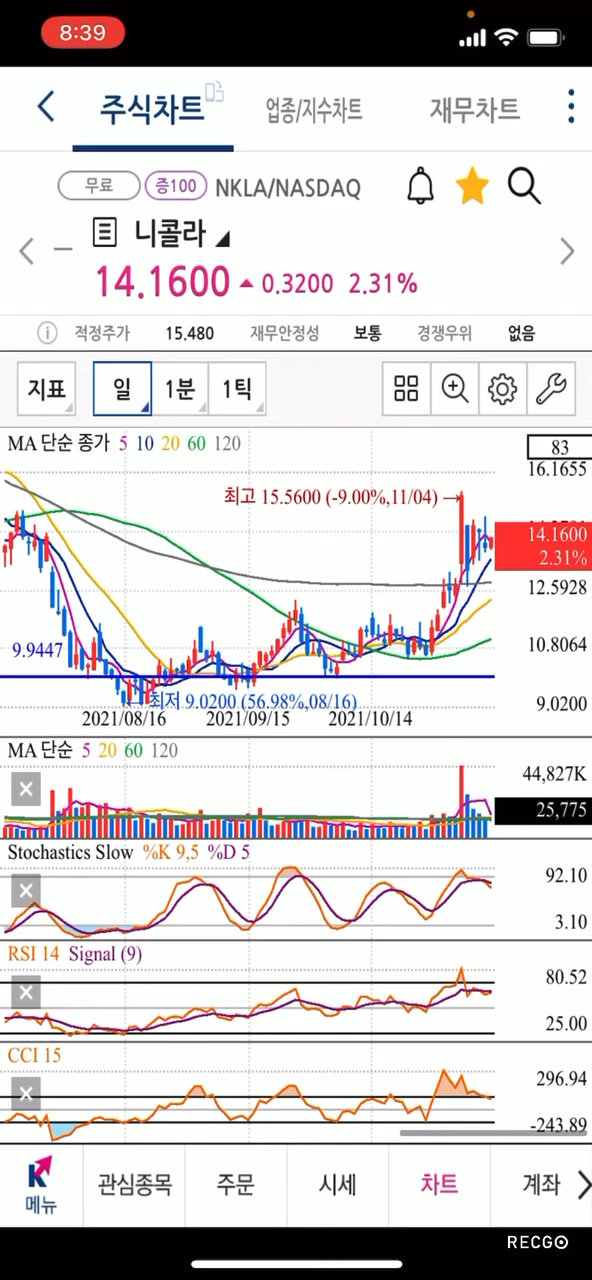 8:39
주식차트 업종/지수차트 재무차트
무료 증100 NKLA/NASDAQ
니콜라
14.1600 ▲ 0.3200 2.31%
적정주가 15.480 재무안정성 보통 경쟁우위 없음
지표 일 1분 1틱
MA 단순 종가 5 10 20 60 120
83
16.1655
최고 15.5600 (-9.00%,11/04)
14.1600
2.31%
12.5928
9.9447
10.8064
최저 9.0200 (56.98%,08/16)
9.0200
2021/08/16 2021/09/15 2021/10/14
MA 단순 5 20 60 120
44,827K
25,775
Stochastics Slow %K 9,5 %D 5
92.10
3.10
RSI 14 Signal (9)
80.52
25.00
CCI 15
296.94
-243.89
메뉴 관심종목 주문 시세 차트 계좌
RECGO